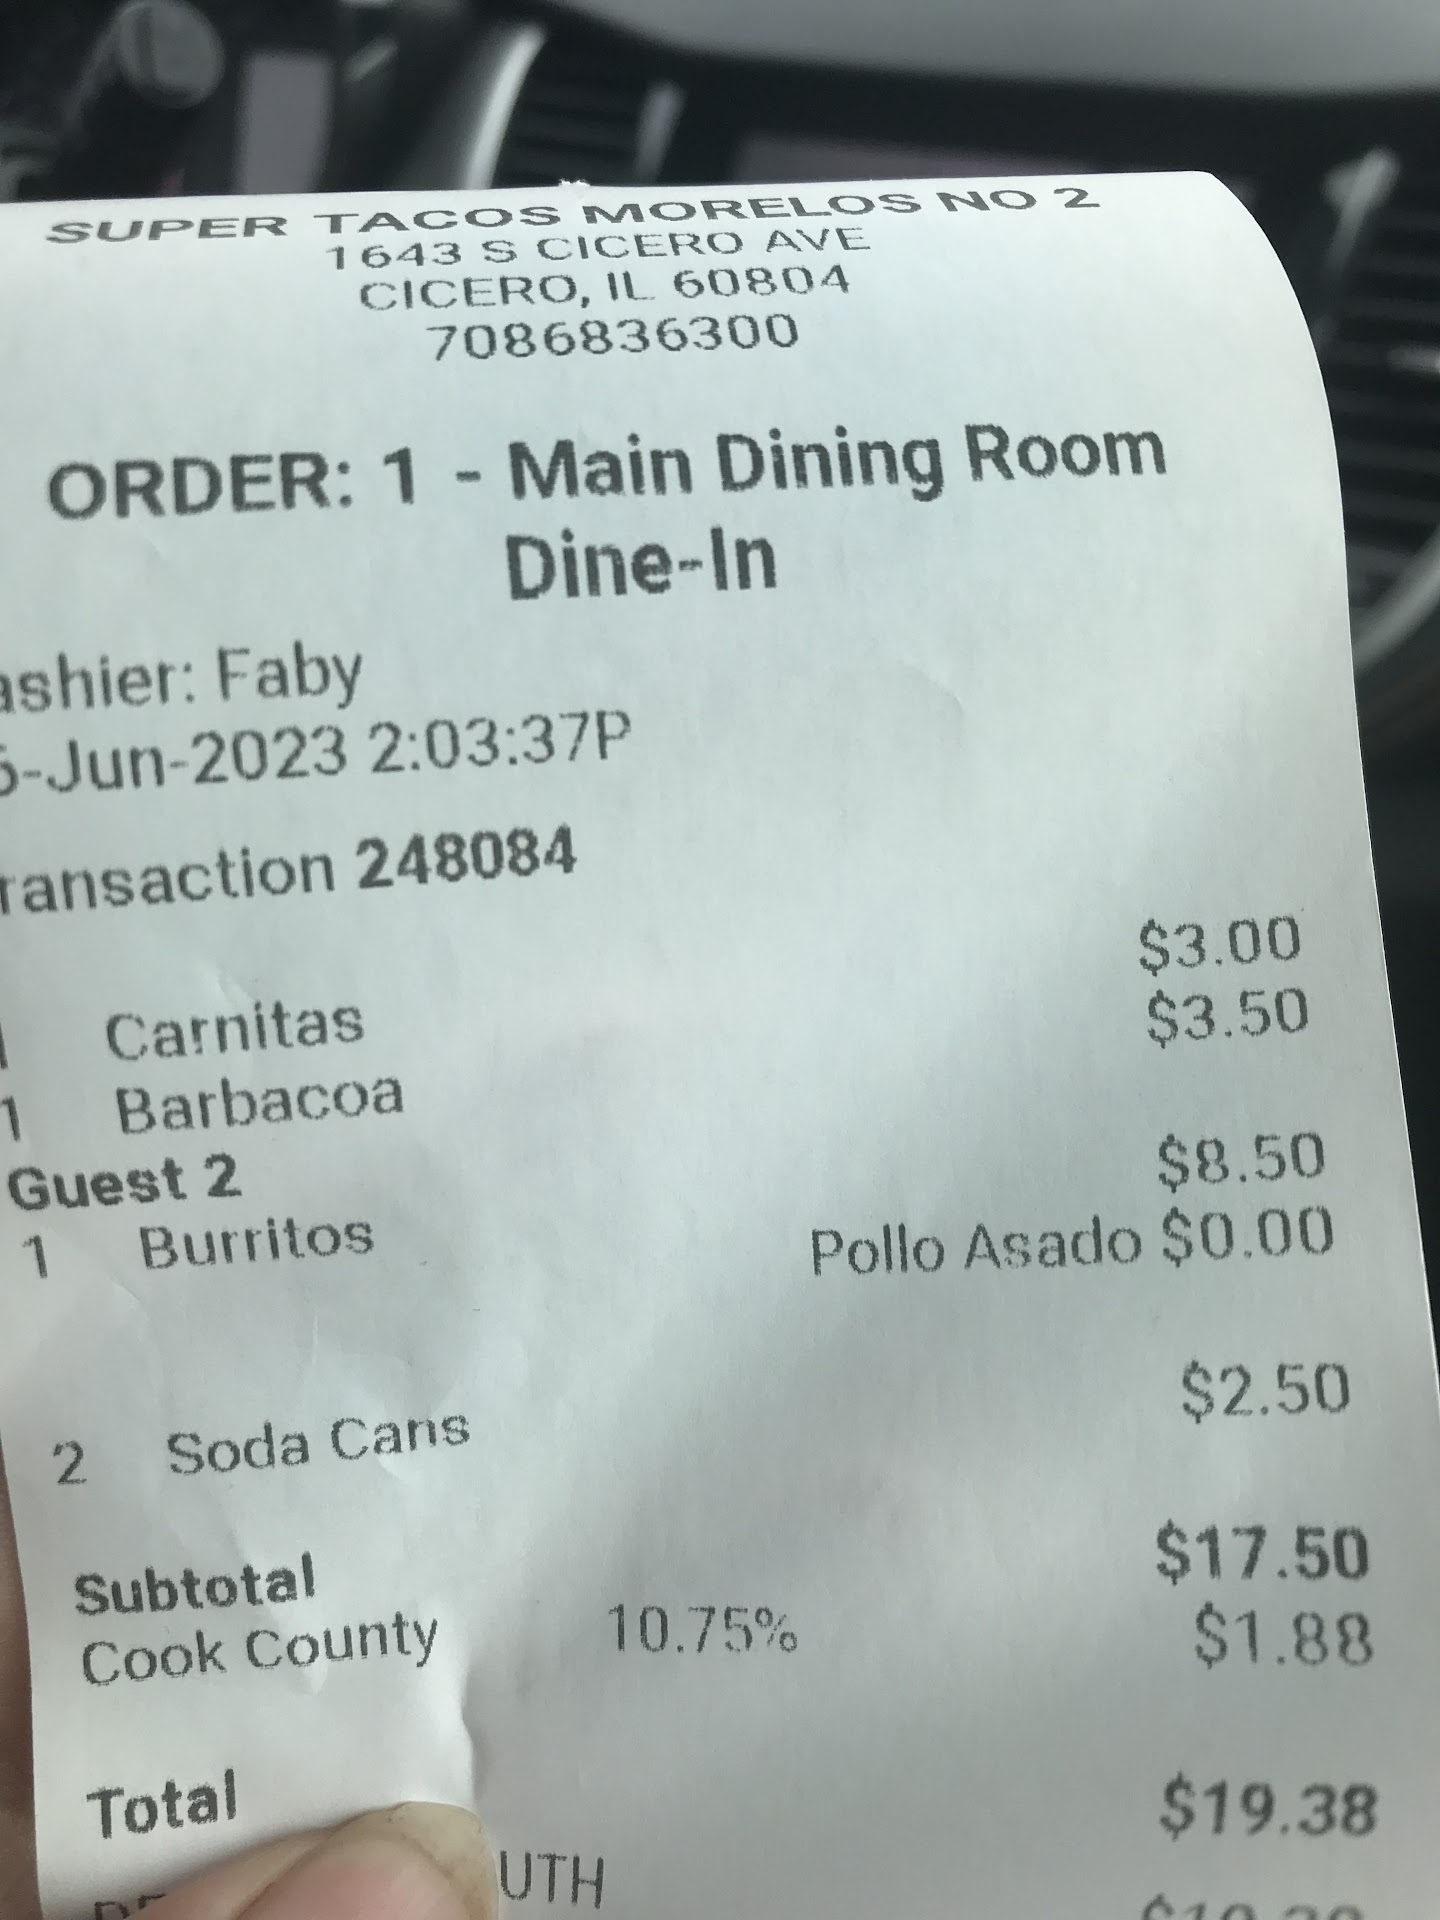 SUPER TACOS MORELOS NO 2
1643 S CICERO AVE
CICERO, IL 60804
7086836300
ORDER: 1 - Main Dining Room
Dine-In
ashier: Faby
-Jun-2023 2:03:37P
ransaction 248084
1 Carnitas $3.00
1 Barbacoa $3.50
Guest 2
1 Burritos $8.50
Pollo Asado $0.00
2 Soda Cans $2.50
Subtotal $17.50
Cook County 10.75% $1.88
Total $19.38
UTH